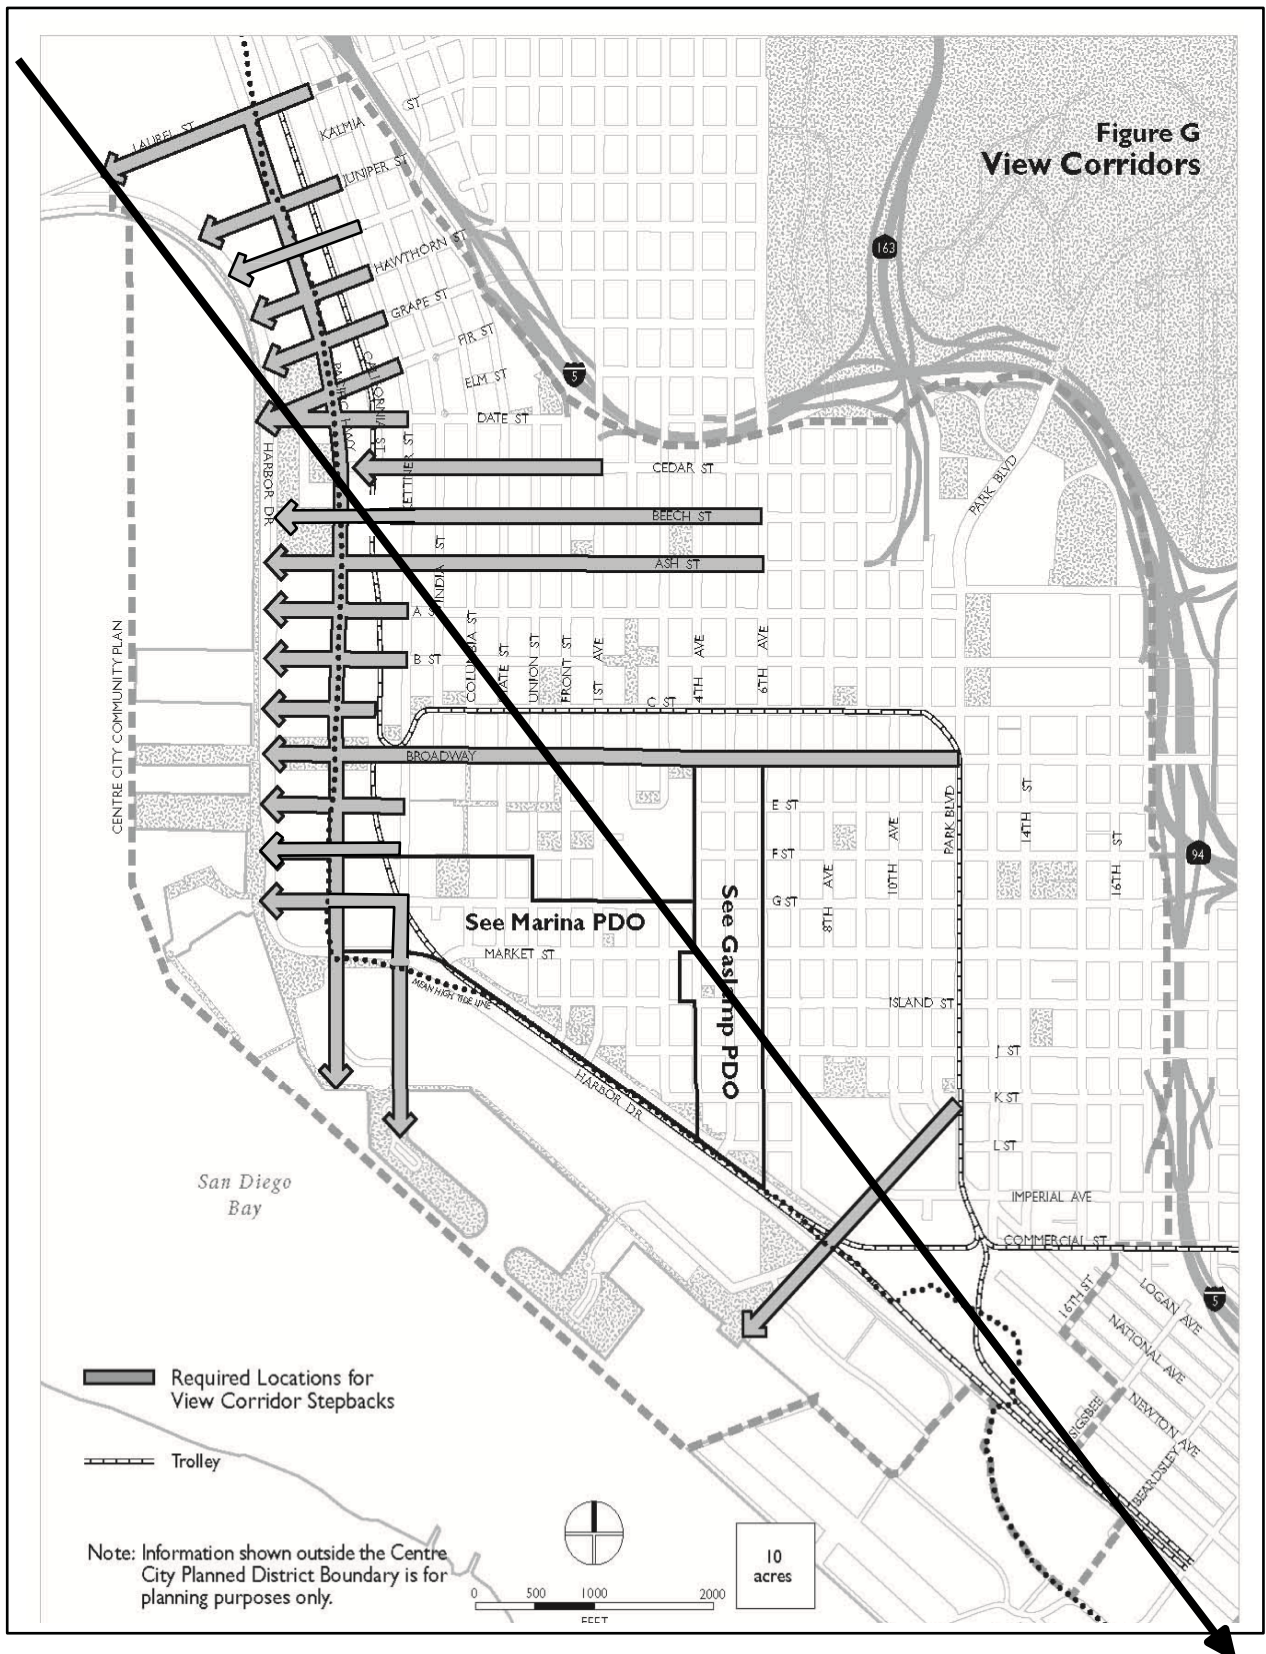 Figure G
View Corridors
LAUREL ST
KALMIA
ST
JUNIPER ST
HAWTHORN ST
GRAPE ST
FIR ST
ELM ST
DATE ST
CEDAR ST
BEECH ST
ASH ST
A S
B ST
C ST
BROADWAY
E ST
F ST
G ST
MARKET ST
ISLAND ST
J ST
K ST
L ST
IMPERIAL AVE
COMMERCIAL ST
163
5
94
5
PARK BLVD
PACIFIC HWY
CALIFORNIA ST
ETTINER ST
HARBOR DR
INDIA ST
COLUMBIA ST
TATE ST
UNION ST
FRONT ST
1ST AVE
4TH AVE
6TH AVE
8TH AVE
10TH AVE
PARK BLVD
14TH ST
16TH ST
CENTRE CITY COMMUNITY PLAN
See Marina PDO
See Gaslamp PDO
MEAN HIGH TIDE LINE
HARBOR DR
San Diego
Bay
16TH ST
LOGAN AVE
NATIONAL AVE
NEWTON AVE
SIGSBEE
BEARDSLEY
Required Locations for
View Corridor Stepbacks
Trolley
Note: Information shown outside the Centre
City Planned District Boundary is for
planning purposes only.
0 500 1000 2000
FEET
10
acres